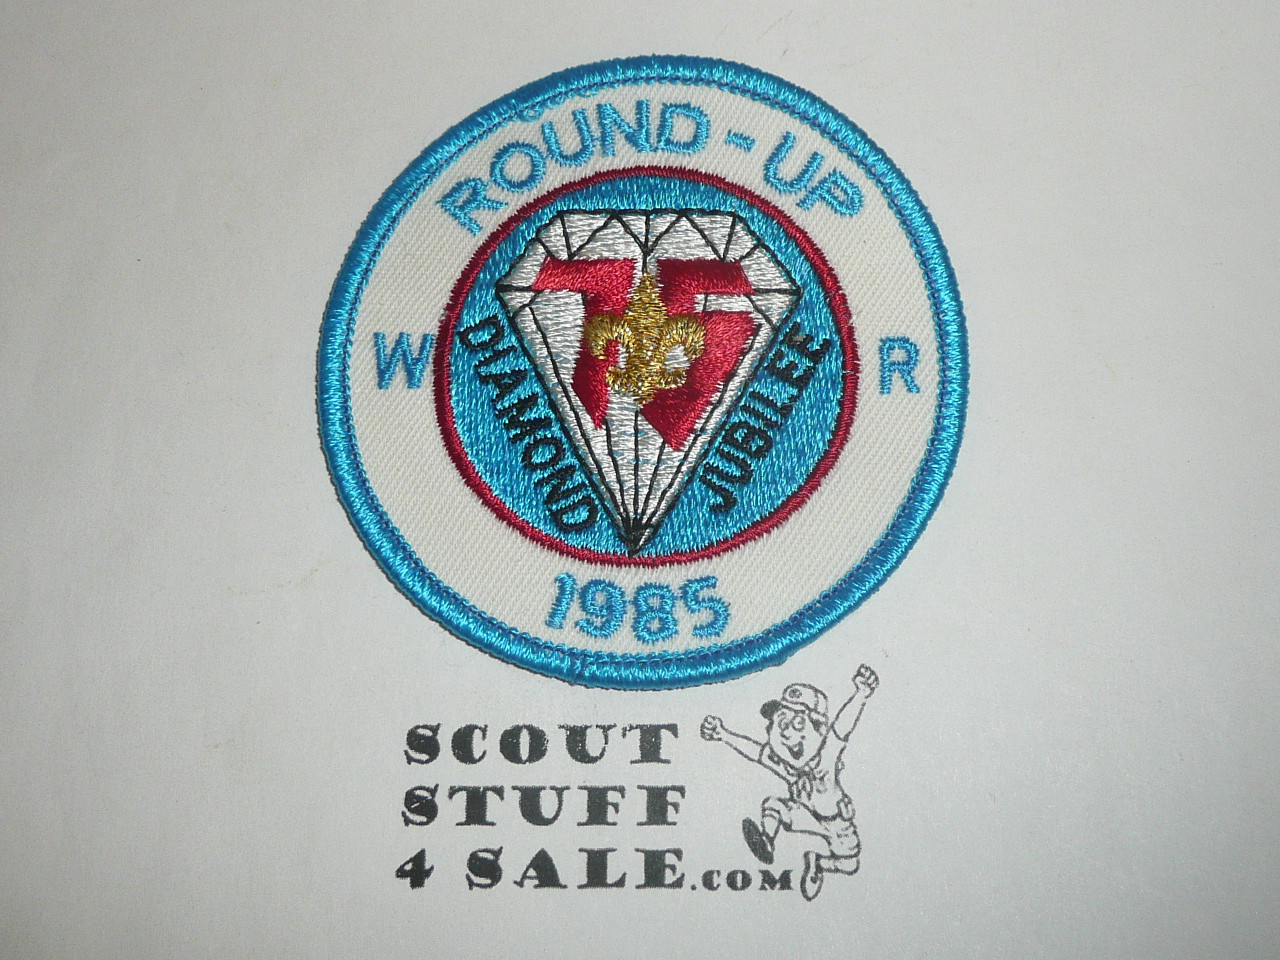 ROUND-UP
W R
75
DIAMOND JUBILEE
1985
SCOUT
STUFF
4 SALE.COM